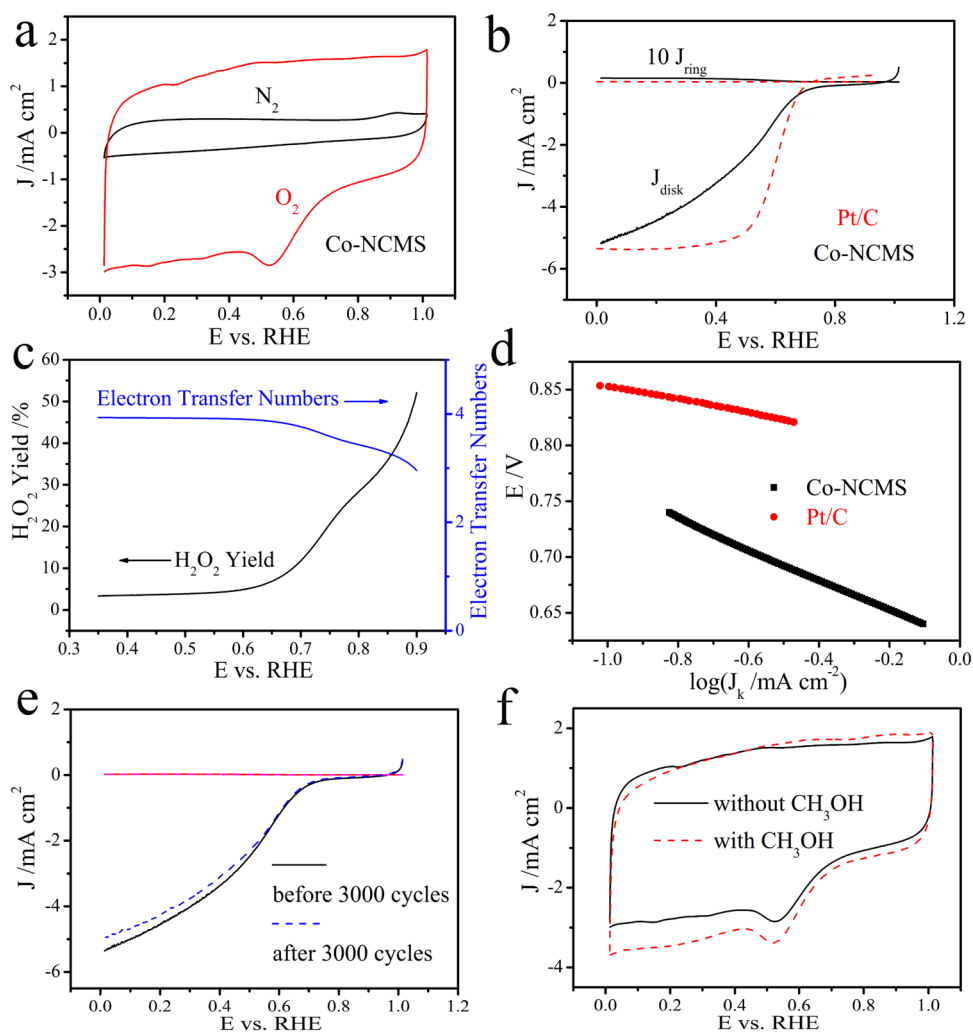 a
J /mA cm²
2
1
0
-1
-2
-3
N₂
O₂
Co-NCMS
0.0 0.2 0.4 0.6 0.8 1.0
E vs. RHE
b
J /mA cm²
2
0
-2
-4
-6
10 J_ring
J_disk
Pt/C
Co-NCMS
0.0 0.4 0.8 1.2
E vs. RHE
c
H₂O₂ Yield /%
60
50
40
30
20
10
0
Electron Transfer Numbers
H₂O₂ Yield
4
2
0
Electron Transfer Numbers
0.3 0.4 0.5 0.6 0.7 0.8 0.9
E vs. RHE
d
E /V
0.85
0.80
0.75
0.70
0.65
Co-NCMS
Pt/C
-1.0 -0.8 -0.6 -0.4 -0.2 0.0
log(J_k /mA cm⁻²)
e
J /mA cm²
2
0
-2
-4
-6
before 3000 cycles
after 3000 cycles
0.0 0.2 0.4 0.6 0.8 1.0 1.2
E vs. RHE
f
J /mA cm²
2
0
-2
-4
without CH₃OH
with CH₃OH
0.0 0.2 0.4 0.6 0.8 1.0
E vs. RHE